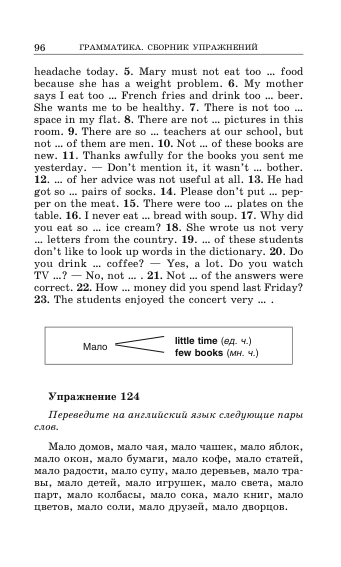 96 ГРАММАТИКА. СБОРНИК УПРАЖНЕНИЙ
headache today. 5. Mary must not eat too ... food
because she has a weight problem. 6. My mother
says I eat too ... French fries and drink too ... beer.
She wants me to be healthy. 7. There is not too ...
space in my flat. 8. There are not ... pictures in this
room. 9. There are so ... teachers at our school, but
not ... of them are men. 10. Not ... of these books are
new. 11. Thanks awfully for the books you sent me
yesterday. — Don't mention it, it wasn't ... bother.
12. ... of her advice was not useful at all. 13. He had
got so ... pairs of socks. 14. Please don't put ... pep-
per on the meat. 15. There were too ... plates on the
table. 16. I never eat ... bread with soup. 17. Why did
you eat so ... ice cream? 18. She wrote us not very
... letters from the country. 19. ... of these students
don't like to look up words in the dictionary. 20. Do
you drink ... coffee? — Yes, a lot. Do you watch
TV ...? — No, not ... . 21. Not ... of the answers were
correct. 22. How ... money did you spend last Friday?
23. The students enjoyed the concert very ... .
Мало
little time (ед. ч.)
few books (мн. ч.)
Упражнение 124
Переведите на английский язык следующие пары
слов.
Мало домов, мало чая, мало чашек, мало яблок,
мало окон, мало бумаги, мало кофе, мало статей,
мало радости, мало супу, мало деревьев, мало тра-
вы, мало детей, мало игрушек, мало света, мало
парт, мало колбасы, мало сока, мало книг, мало
цветов, мало соли, мало друзей, мало дворцов.